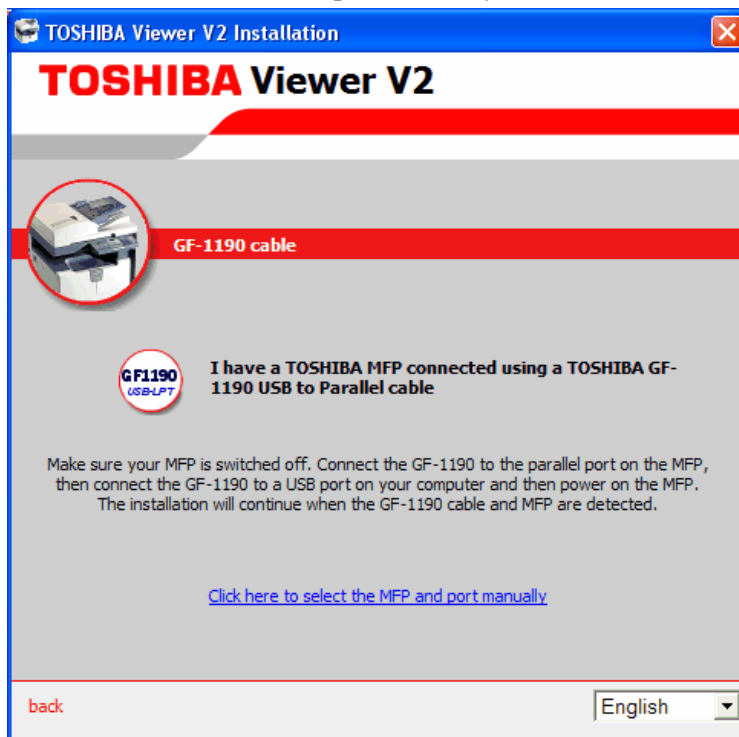 TOSHIBA Viewer V2 Installation
TOSHIBA Viewer V2
GF-1190 cable
GF1190
USB-LPT
I have a TOSHIBA MFP connected using a TOSHIBA GF-
1190 USB to Parallel cable
Make sure your MFP is switched off. Connect the GF-1190 to the parallel port on the MFP,
then connect the GF-1190 to a USB port on your computer and then power on the MFP.
The installation will continue when the GF-1190 cable and MFP are detected.
Click here to select the MFP and port manually
back
English